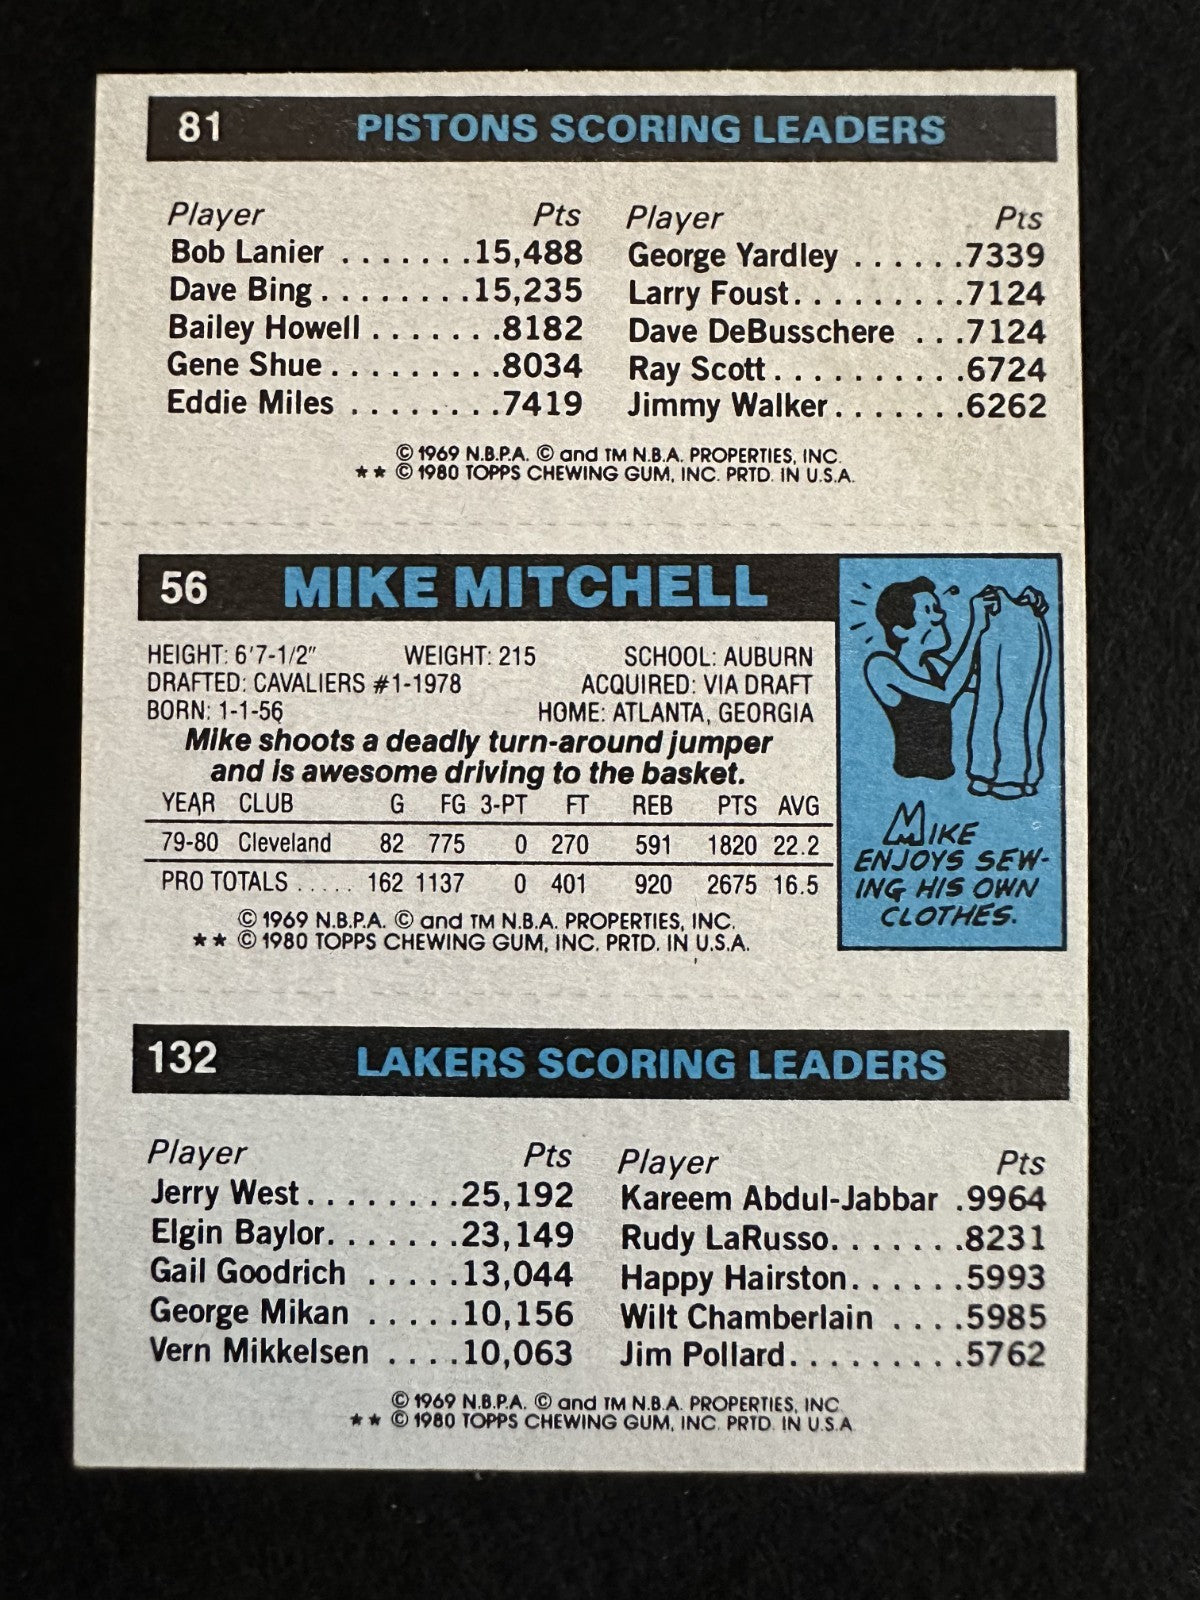 81 PISTONS SCORING LEADERS
Player Pts Player Pts
Bob Lanier .......15,488 George Yardley ......7339
Dave Bing........15,235 Larry Foust.........7124
Bailey Howell .......8182 Dave DeBusschere ...7124
Gene Shue.........8034 Ray Scott..........6724
Eddie Miles ........7419 Jimmy Walker.......6262
© 1969 N.B.P.A. © and TM N.B.A. PROPERTIES, INC.
★★ © 1980 TOPPS CHEWING GUM, INC. PRTD. IN U.S.A.
56 MIKE MITCHELL
HEIGHT: 6'7-1/2" WEIGHT: 215 SCHOOL: AUBURN
DRAFTED: CAVALIERS #1-1978 ACQUIRED: VIA DRAFT
BORN: 1-1-56 HOME: ATLANTA, GEORGIA
Mike shoots a deadly turn-around jumper
and is awesome driving to the basket.
YEAR CLUB G FG 3-PT FT REB PTS AVG
79-80 Cleveland 82 775 0 270 591 1820 22.2
PRO TOTALS ..... 162 1137 0 401 920 2675 16.5
© 1969 N.B.P.A. © and TM N.B.A. PROPERTIES, INC.
★★ © 1980 TOPPS CHEWING GUM, INC. PRTD. IN U.S.A.
MIKE
ENJOYS SEW-
ING HIS OWN
CLOTHES.
132 LAKERS SCORING LEADERS
Player Pts Player Pts
Jerry West........25,192 Kareem Abdul-Jabbar .9964
Elgin Baylor.......23,149 Rudy LaRusso.......8231
Gail Goodrich .....13,044 Happy Hairston......5993
George Mikan .....10,156 Wilt Chamberlain ....5985
Vern Mikkelsen ....10,063 Jim Pollard.........5762
© 1969 N.B.P.A. © and TM N.B.A. PROPERTIES, INC.
★★ © 1980 TOPPS CHEWING GUM, INC. PRTD. IN U.S.A.